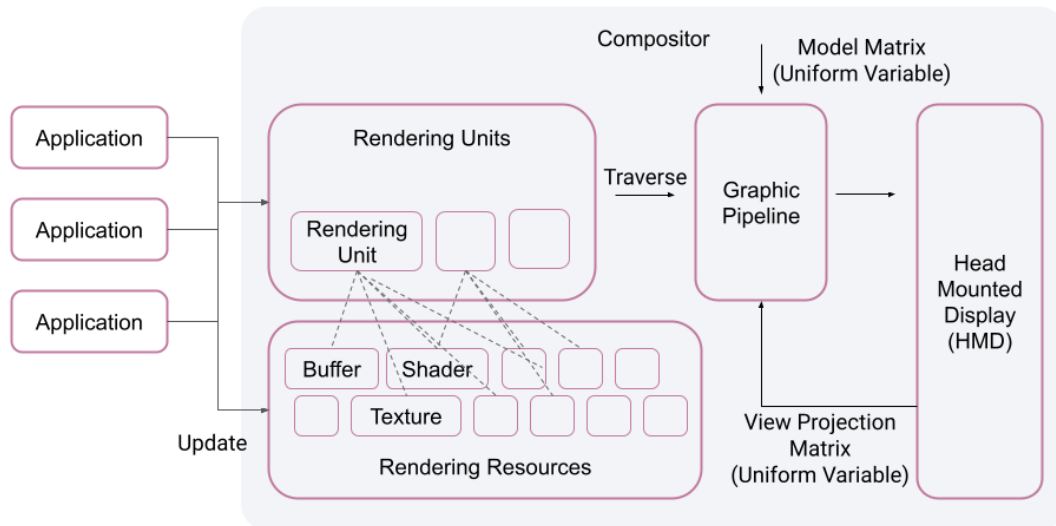 Compositor
Model Matrix
(Uniform Variable)
Application
Application
Application
Update
Rendering Units
Rendering
Unit
Traverse
Graphic
Pipeline
Head
Mounted
Display
(HMD)
Buffer
Shader
Texture
Rendering Resources
View Projection
Matrix
(Uniform Variable)